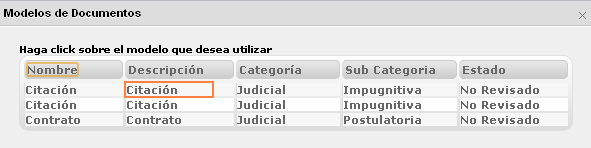 Modelos de Documentos
Haga click sobre el modelo que desea utilizar
Nombre Descripción Categoría Sub Categoria Estado
Citación Citación Judicial Impugnitiva No Revisado
Citación Citación Judicial Impugnitiva No Revisado
Contrato Contrato Judicial Postulatoria No Revisado